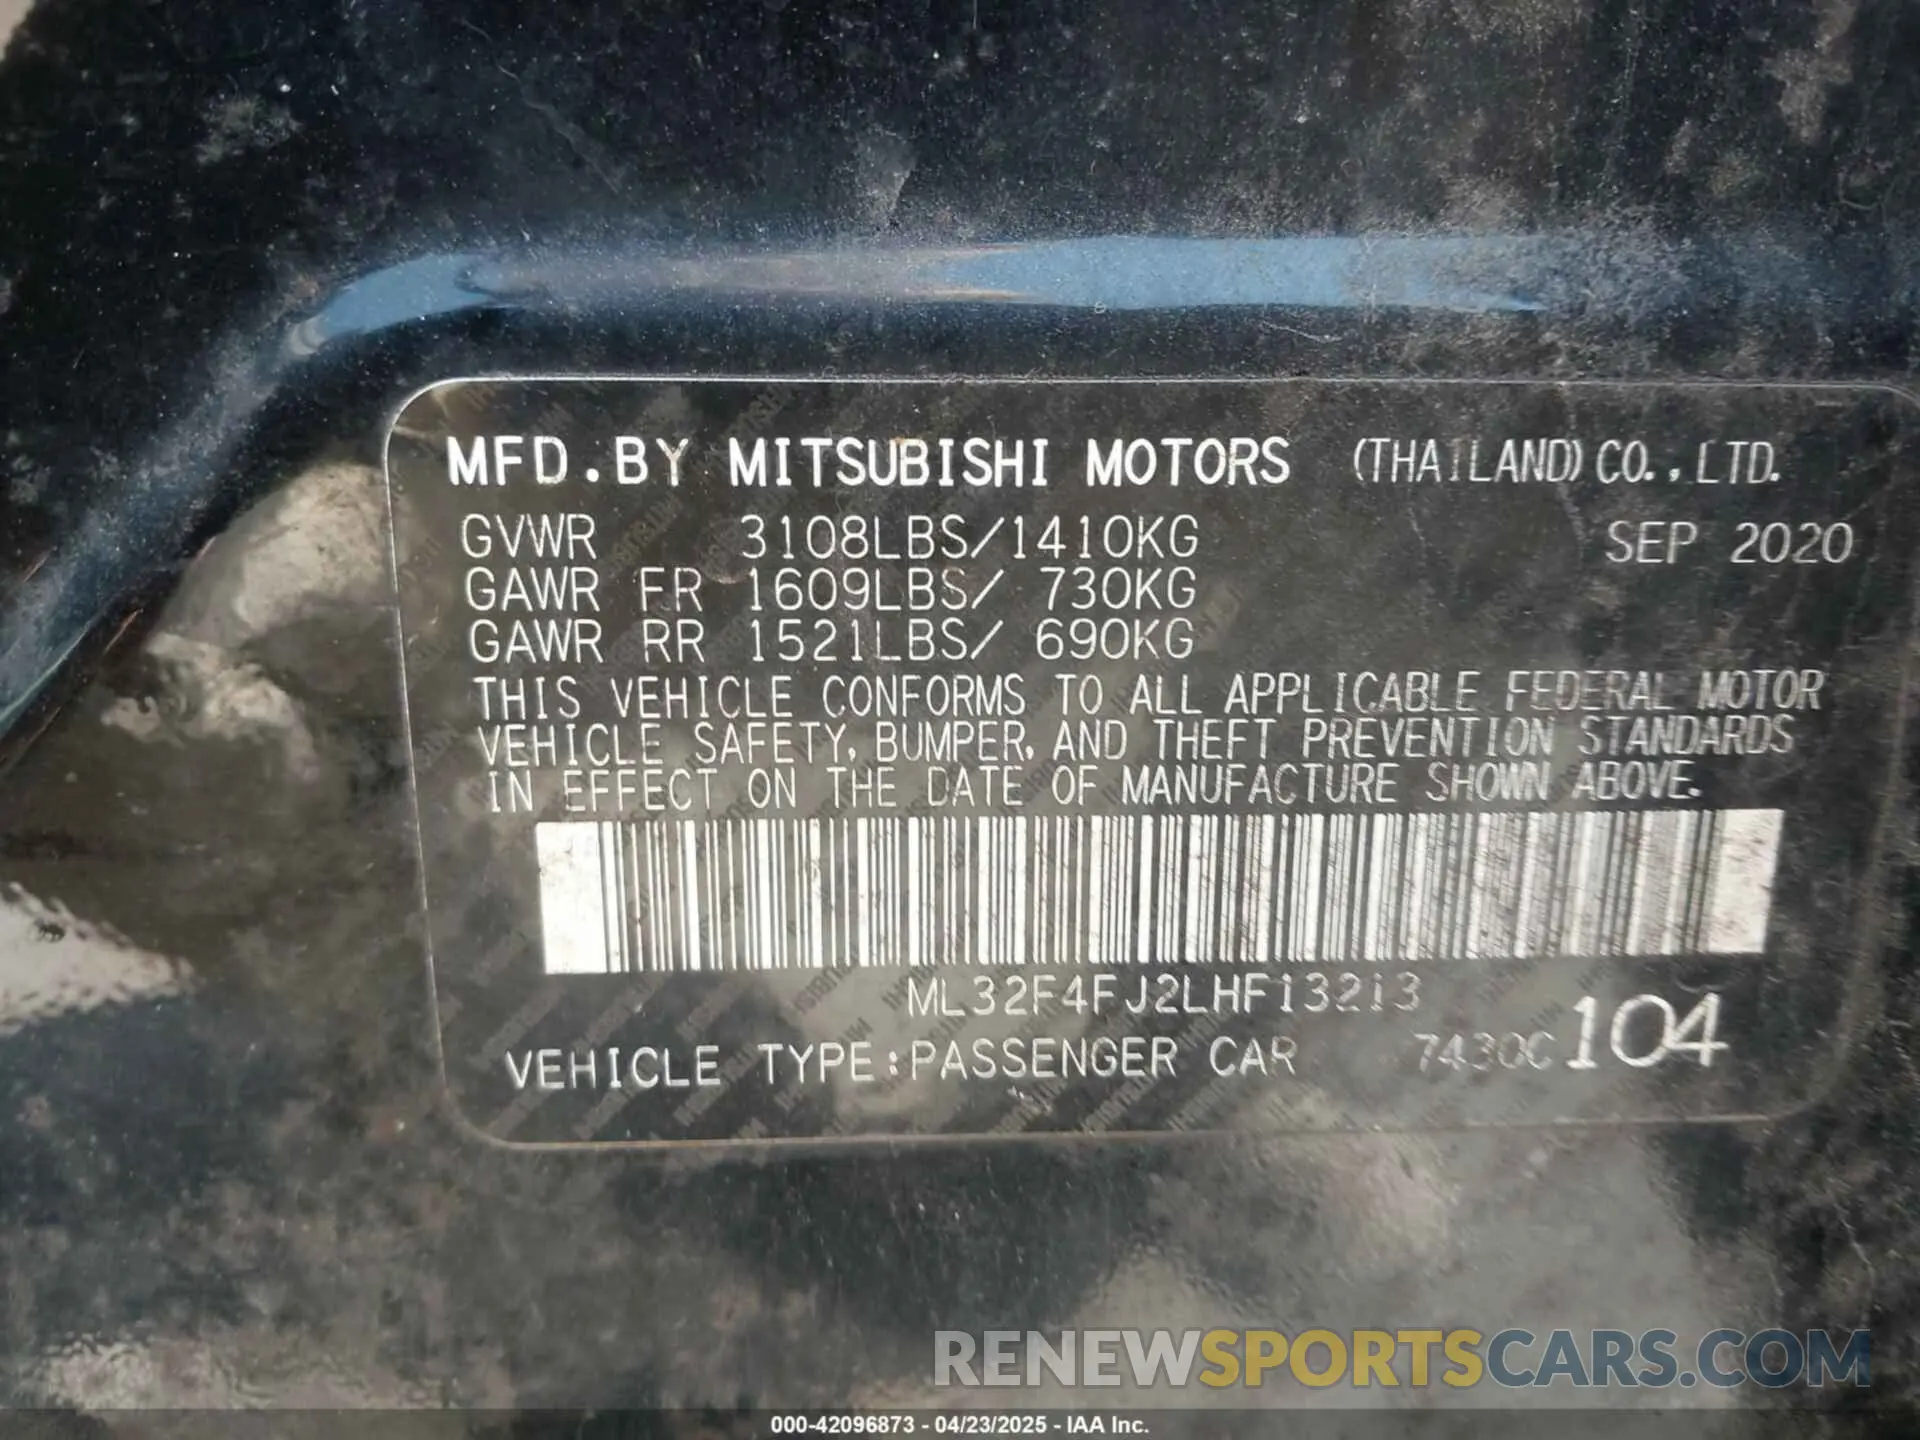 MFD.BY MITSUBISHI MOTORS (THAILAND)CO.,LTD.
GVWR 3108LBS/1410KG SEP 2020
GAWR FR 1609LBS/ 730KG
GAWR RR 1521LBS/ 690KG
THIS VEHICLE CONFORMS TO ALL APPLICABLE FEDERAL MOTOR
VEHICLE SAFETY, BUMPER, AND THEFT PREVENTION STANDARDS
IN EFFECT ON THE DATE OF MANUFACTURE SHOWN ABOVE.
ML32F4FJ2LHF13213
VEHICLE TYPE:PASSENGER CAR 7430C 104
RENEWSPORTSCARS.COM
000-42096873 - 04/23/2025 - IAA Inc.